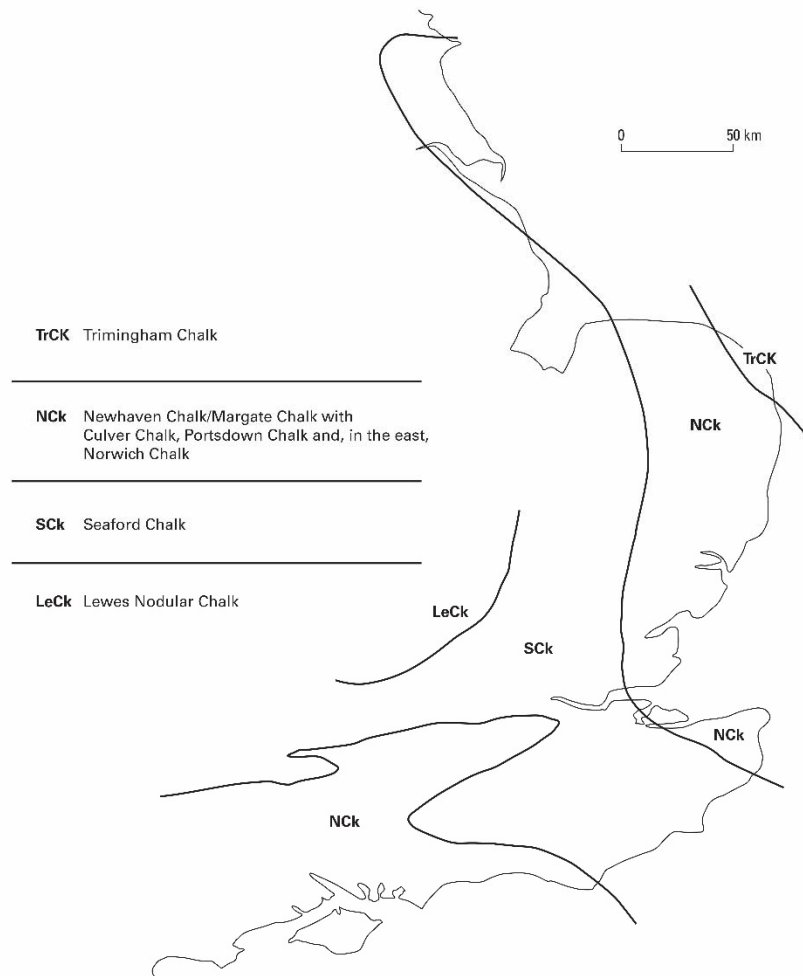 0 50 km
TrCK Trimingham Chalk
TrCK
NCk Newhaven Chalk/Margate Chalk with
Culver Chalk, Portsdown Chalk and, in the east,
Norwich Chalk
NCk
SCk Seaford Chalk
LeCk Lewes Nodular Chalk
LeCk
SCk
NCk
NCk